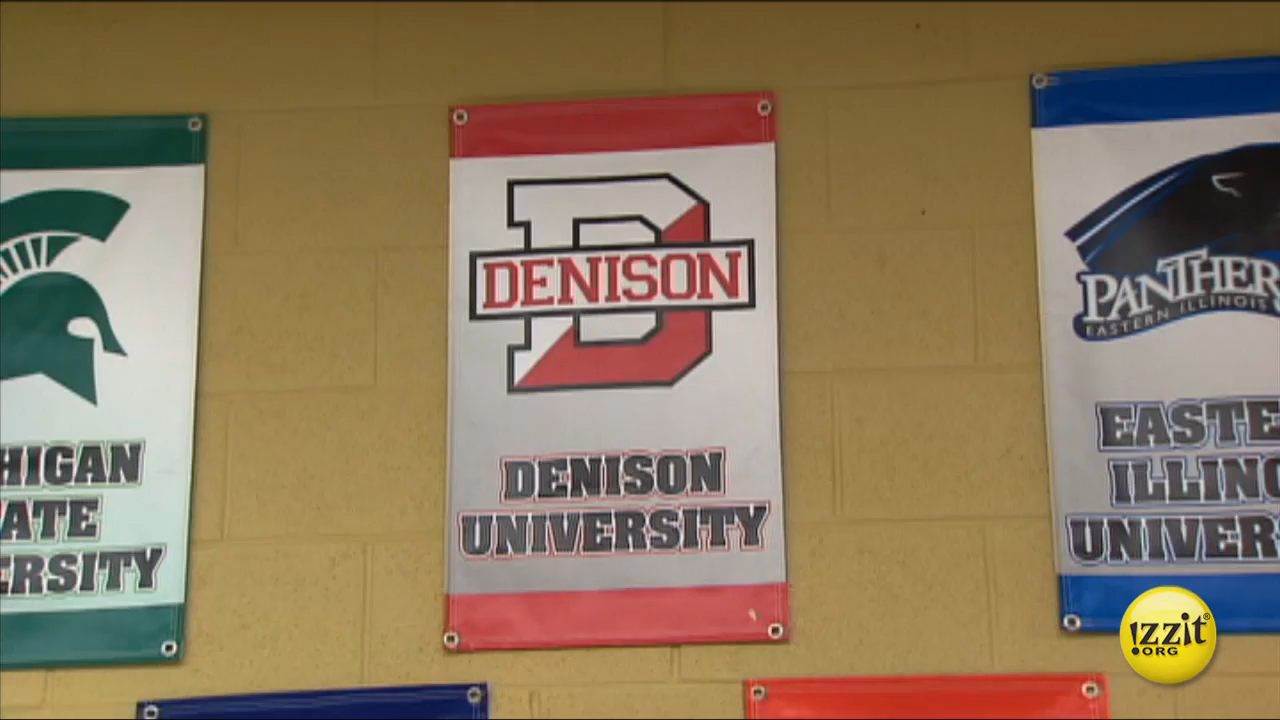 HIGAN
ATE
ERSITY
DENISON
DENISON
UNIVERSITY
PANTHER
EASTERN ILLINOIS
EASTE
ILLINO
UNIVER
izzit®
.ORG